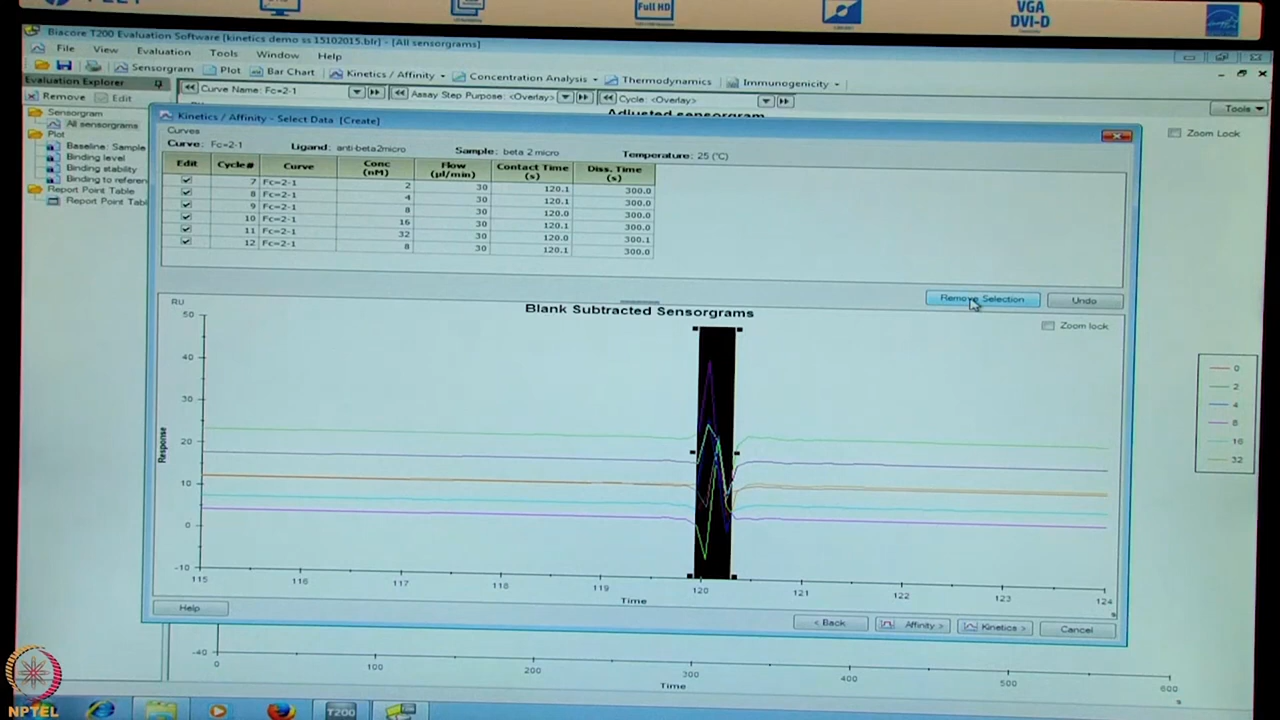 Full HD
VGA
DVI-D
Biacore T200 Evaluation Software [kinetics demo ss 15102015.blr] - [All sensorgrams]
File View Evaluation Tools Window Help
Sensorgram Plot Bar Chart Kinetics / Affinity Concentration Analysis Thermodynamics Immunogenicity
Evaluation Explorer
Remove Edit
Curve Name: Fc=2-1 Assay Step Purpose: <Overlay> Cycle: <Overlay>
Tools
Adjusted sensorgram
Zoom Lock
Sensorgram
All sensorgrams
Plot
Baseline: Sample
Binding level
Binding stability
Binding to referen
Report Point Table
Report Point Tabl
Kinetics / Affinity - Select Data [Create]
Curves
Curve: Fc=2-1 Ligand: anti-beta2micro Sample: beta 2 micro Temperature: 25 (°C)
Edit Cycle# Curve Conc (nM) Flow (µl/min) Contact Time (s) Diss. Time (s)
7 Fc=2-1 2 30 120.1 300.0
8 Fc=2-1 4 30 120.1 300.0
9 Fc=2-1 8 30 120.0 300.0
10 Fc=2-1 16 30 120.1 300.0
11 Fc=2-1 32 30 120.0 300.1
12 Fc=2-1 8 30 120.1 300.0
Remove Selection Undo
RU
Blank Subtracted Sensorgrams
Zoom lock
50
40
30
20
10
0
-10
Response
115 116 117 118 119 120 121 122 123 124
Time
s
0
2
4
8
16
32
Help
< Back Affinity > Kinetics > Cancel
-40
0 100 200 300 400 500 600
Time
s
T200
NPTEL